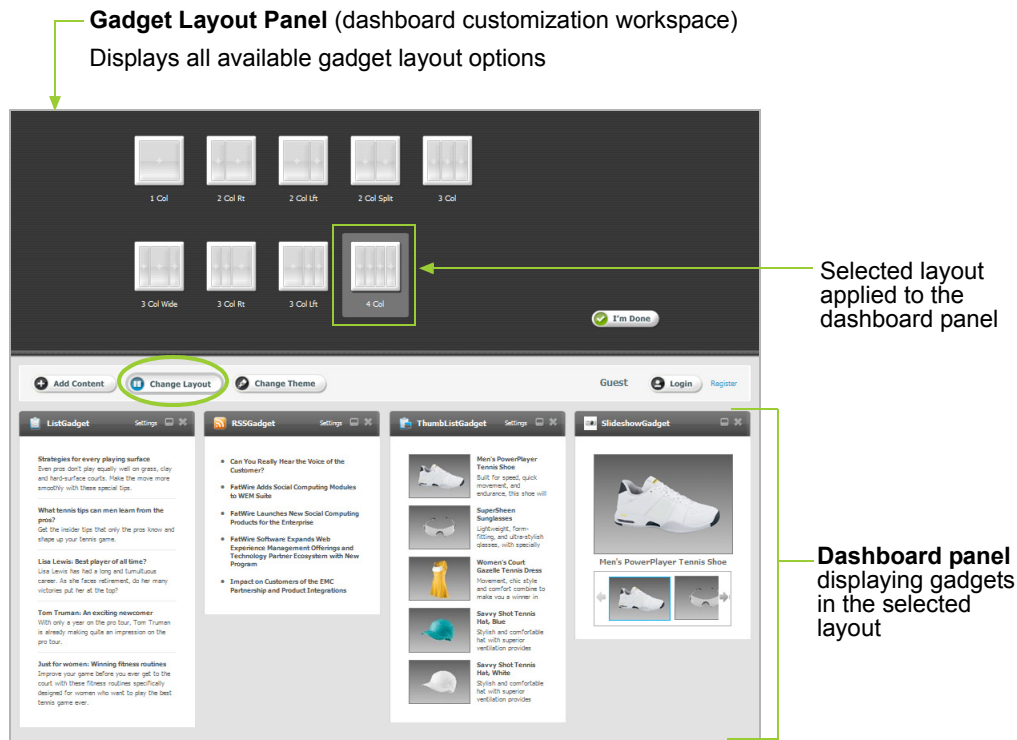 Gadget Layout Panel (dashboard customization workspace)
Displays all available gadget layout options
1 Col
2 Col Rt
2 Col Lft
2 Col Split
3 Col
3 Col Wide
3 Col Rt
3 Col Lft
4 Col
I'm Done
Selected layout
applied to the
dashboard panel
Add Content
Change Layout
Change Theme
Guest
Login
Register
ListGadget
Settings
Strategies for every playing surface
Even pros don't play equally well on grass, clay
and hard-surface courts. Make the move more
smoothly with these special tips.
What tennis tips can men learn from the
pros?
Get the insider tips that only the pros know and
shape up your tennis game.
Lisa Lewis: Best player of all time?
Lisa Lewis has had a long and tumultuous
career. As she faces retirement, do her many
victories put her at the top?
Tom Truman: An exciting newcomer
With only a year on the pro tour, Tom Truman
is already making quite an impression on the
pro tour.
Just for women: Winning fitness routines
Improve your game before you ever get to the
court with these fitness routines specifically
designed for women who want to play the best
tennis game ever.
RSSGadget
Settings
Can You Really Hear the Voice of the
Customer?
FatWire Adds Social Computing Modules
to WEM Suite
FatWire Launches New Social Computing
Products for the Enterprise
FatWire Software Expands Web
Experience Management Offerings and
Technology Partner Ecosystem with New
Program
Impact on Customers of the EMC
Partnership and Product Integrations
ThumbListGadget
Settings
Men's PowerPlayer
Tennis Shoe
Built for speed, quick
movement, and
endurance, this shoe will
SuperSheen
Sunglasses
Lightweight, form-
fitting, and ultra-stylish
glasses, with specially
Women's Court
Gazelle Tennis Dress
Movement, chic style
and comfort combine to
make you a winner in
Savvy Shot Tennis
Hat, Blue
Stylish and comfortable
hat with superior
ventilation provides
Savvy Shot Tennis
Hat, White
Stylish and comfortable
hat with superior
ventilation provides
SlideshowGadget
Men's PowerPlayer Tennis Shoe
Dashboard panel
displaying gadgets
in the selected
layout